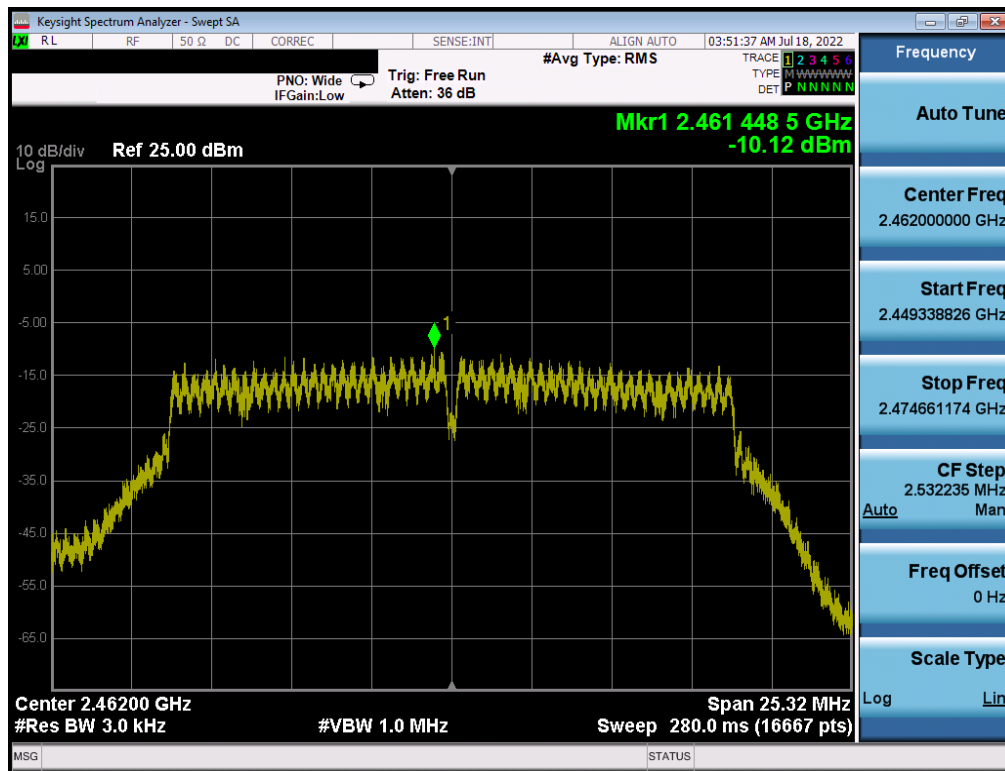 Keysight Spectrum Analyzer - Swept SA
LXI RL RF 50 Ω DC CORREC SENSE:INT ALIGN AUTO 03:51:37 AM Jul 18, 2022
#Avg Type: RMS
TRACE 1 2 3 4 5 6
PNO: Wide Trig: Free Run
TYPE M WWWWW
IFGain:Low Atten: 36 dB
DET P N N N N N
Mkr1 2.461 448 5 GHz
-10.12 dBm
10 dB/div Ref 25.00 dBm
Log
15.0
5.00
-5.00
1
-15.0
-25.0
-35.0
-45.0
-55.0
-65.0
Center 2.46200 GHz Span 25.32 MHz
#Res BW 3.0 kHz #VBW 1.0 MHz Sweep 280.0 ms (16667 pts)
MSG STATUS
Frequency
Auto Tune
Center Freq
2.462000000 GHz
Start Freq
2.449338826 GHz
Stop Freq
2.474661174 GHz
CF Step
2.532235 MHz
Auto Man
Freq Offset
0 Hz
Scale Type
Log Lin